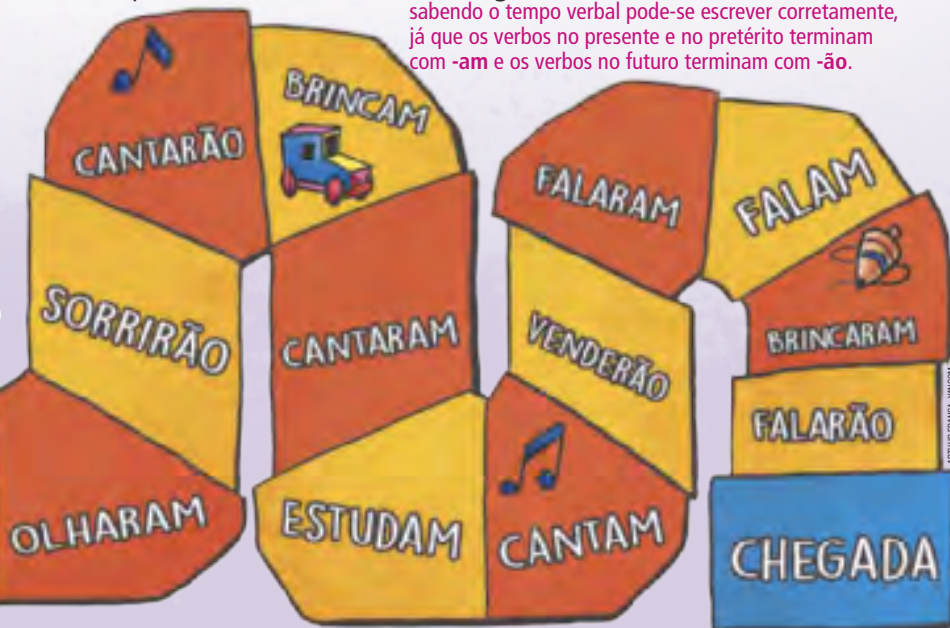 sabendo o tempo verbal pode-se escrever corretamente,
já que os verbos no presente e no pretérito terminam
com -am e os verbos no futuro terminam com -ão.
OLHARAM
SORRIRÃO
CANTARÃO
BRINCAM
CANTARAM
ESTUDAM
CANTAM
VENDERÃO
FALARAM
FALAM
BRINCARAM
FALARÃO
CHEGADA